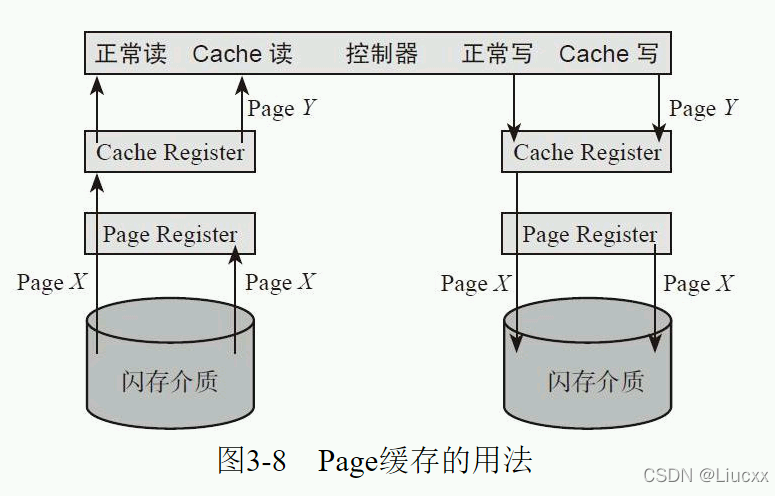 正常读 Cache 读 控制器 正常写 Cache 写
Page Y Page Y
Cache Register Cache Register
Page Register Page Register
Page X Page X Page X Page X
闪存介质 闪存介质
图3-8 Page缓存的用法
CSDN @Liucxx